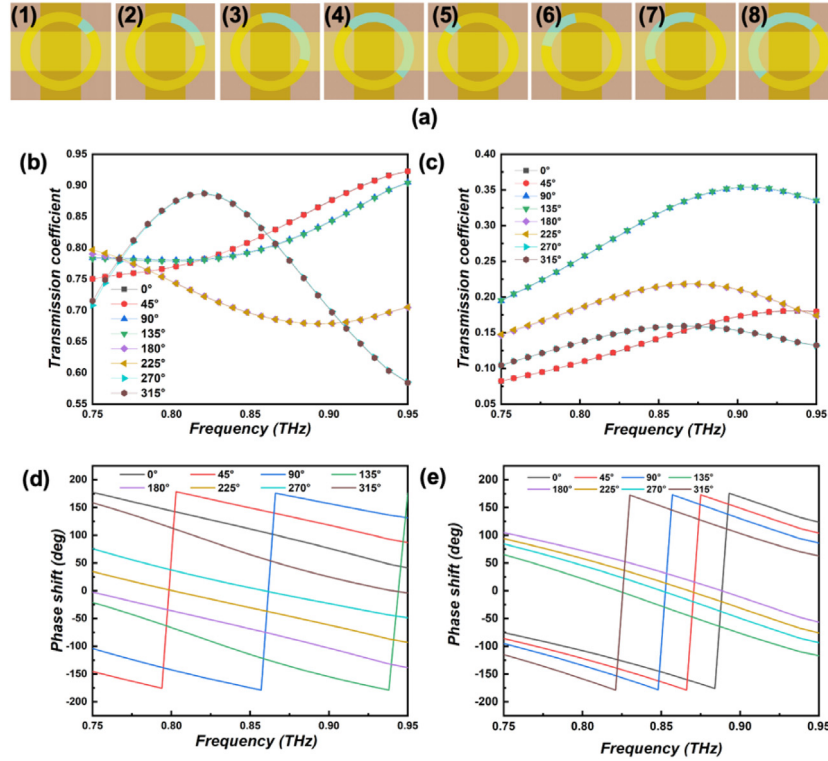 (1) (2) (3) (4) (5) (6) (7) (8)
(a)
(b)
0.95
0.90
0.85
0.80
0.75
0.70
0.65
0.60
0.55
Transmission coefficient
0°
45°
90°
135°
180°
225°
270°
315°
0.75 0.80 0.85 0.90 0.95
Frequency (THz)
(c)
0.40
0.35
0.30
0.25
0.20
0.15
0.10
0.05
Transmission coefficient
0°
45°
90°
135°
180°
225°
270°
315°
0.75 0.80 0.85 0.90 0.95
Frequency (THz)
(d)
200
150
100
50
0
-50
-100
-150
-200
Phase shift (deg)
0° 45° 90° 135°
180° 225° 270° 315°
0.75 0.80 0.85 0.90 0.95
Frequency (THz)
(e)
200
150
100
50
0
-50
-100
-150
-200
Phase shift (deg)
0° 45° 90° 135°
180° 225° 270° 315°
0.75 0.80 0.85 0.90 0.95
Frequency (THz)